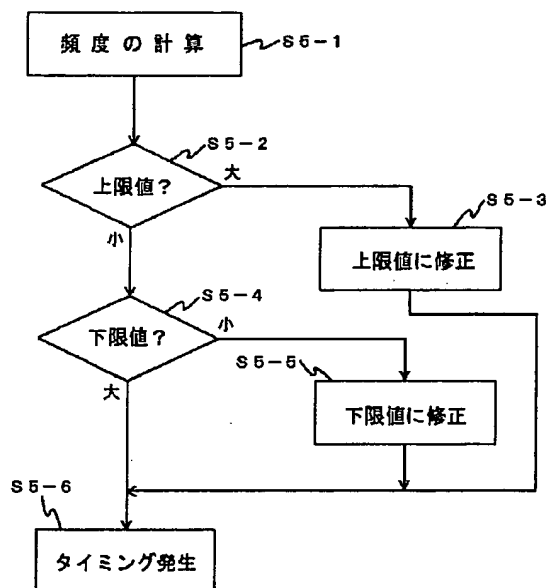 頻度の計算
S5-1
S5-2
上限値?
大
小
S5-3
上限値に修正
S5-4
下限値?
小
大
S5-5
下限値に修正
S5-6
タイミング発生